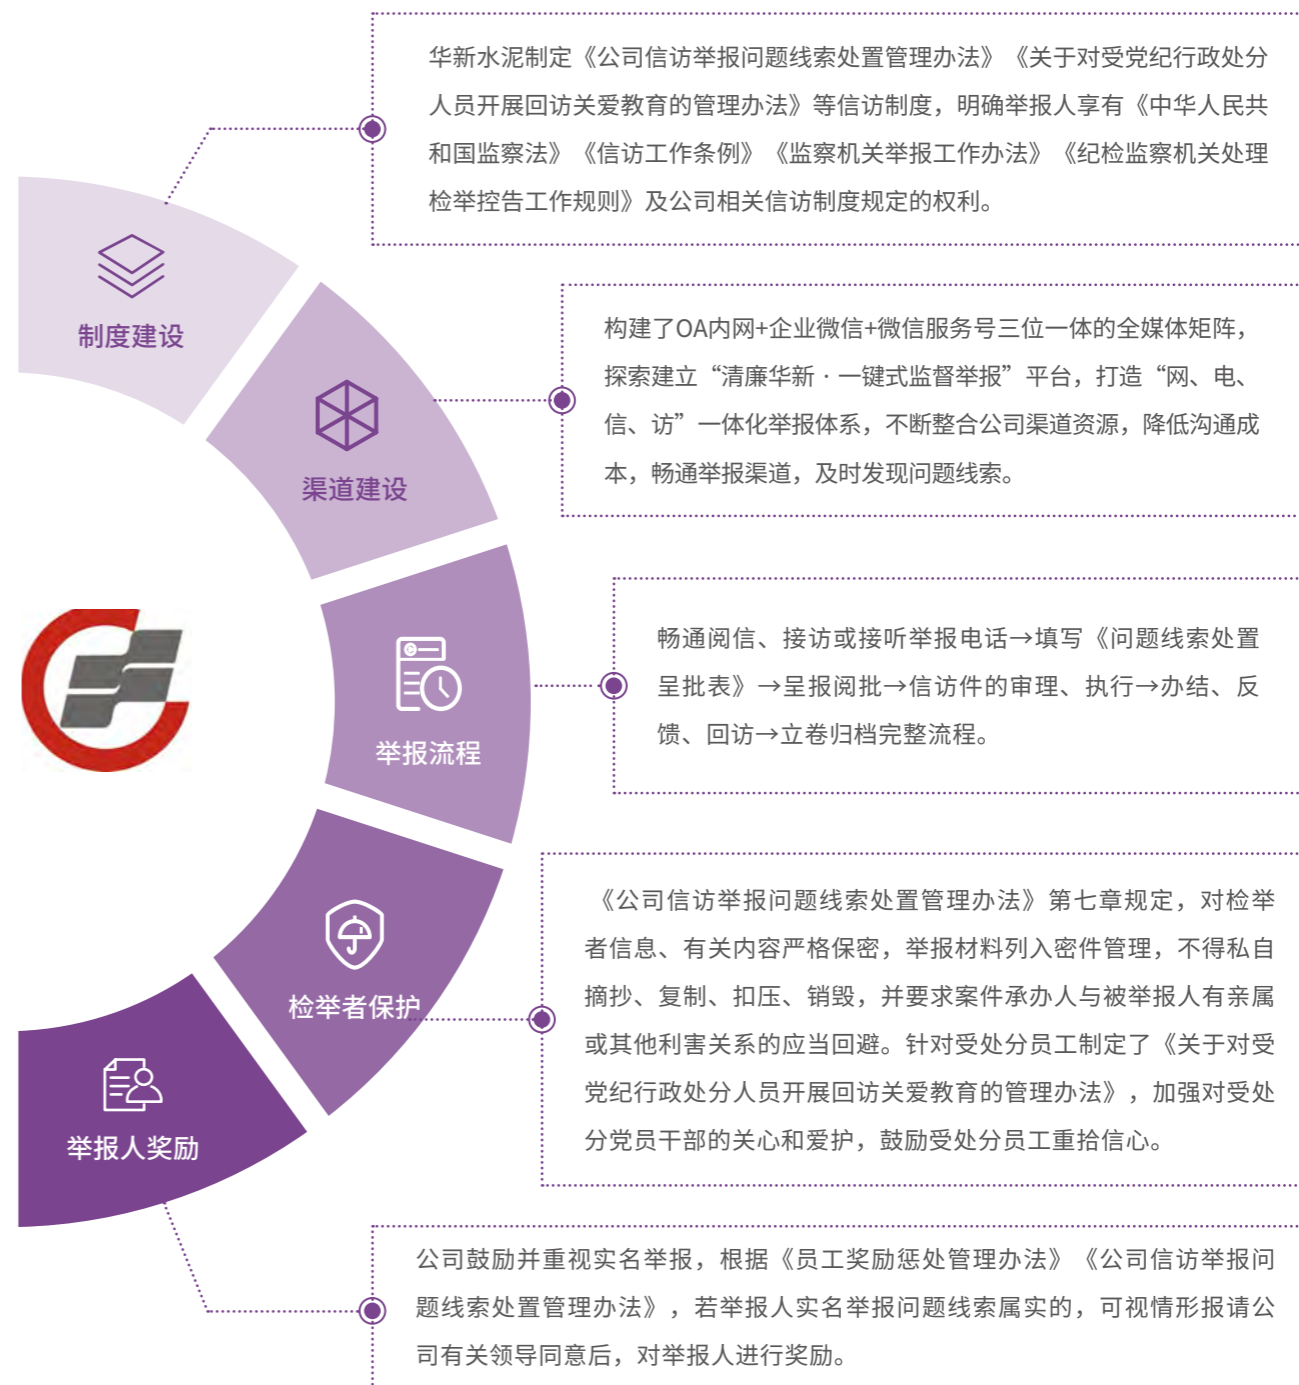 华新水泥制定《公司信访举报问题线索处置管理办法》《关于对受党纪行政处分
人员开展回访关爱教育的管理办法》等信访制度，明确举报人享有《中华人民共
和国监察法》《信访工作条例》《监察机关举报工作办法》《纪检监察机关处理
检举控告工作规则》及公司相关信访制度规定的权利。
制度建设
构建了OA内网+企业微信+微信服务号三位一体的全媒体矩阵，
探索建立“清廉华新·一键式监督举报”平台，打造“网、电、
信、访”一体化举报体系，不断整合公司渠道资源，降低沟通成
本，畅通举报渠道，及时发现问题线索。
渠道建设
畅通阅信、接访或接听举报电话→填写《问题线索处置
呈批表》→呈报阅批→信访件的审理、执行→办结、反
馈、回访→立卷归档完整流程。
举报流程
《公司信访举报问题线索处置管理办法》第七章规定，对检举
者信息、有关内容严格保密，举报材料列入密件管理，不得私自
摘抄、复制、扣压、销毁，并要求案件承办人与被举报人有亲属
或其他利害关系的应当回避。针对受处分员工制定了《关于对受
党纪行政处分人员开展回访关爱教育的管理办法》，加强对受处
分党员干部的关心和爱护，鼓励受处分员工重拾信心。
检举者保护
举报人奖励
公司鼓励并重视实名举报，根据《员工奖励惩处管理办法》《公司信访举报问
题线索处置管理办法》，若举报人实名举报问题线索属实的，可视情形报请公
司有关领导同意后，对举报人进行奖励。